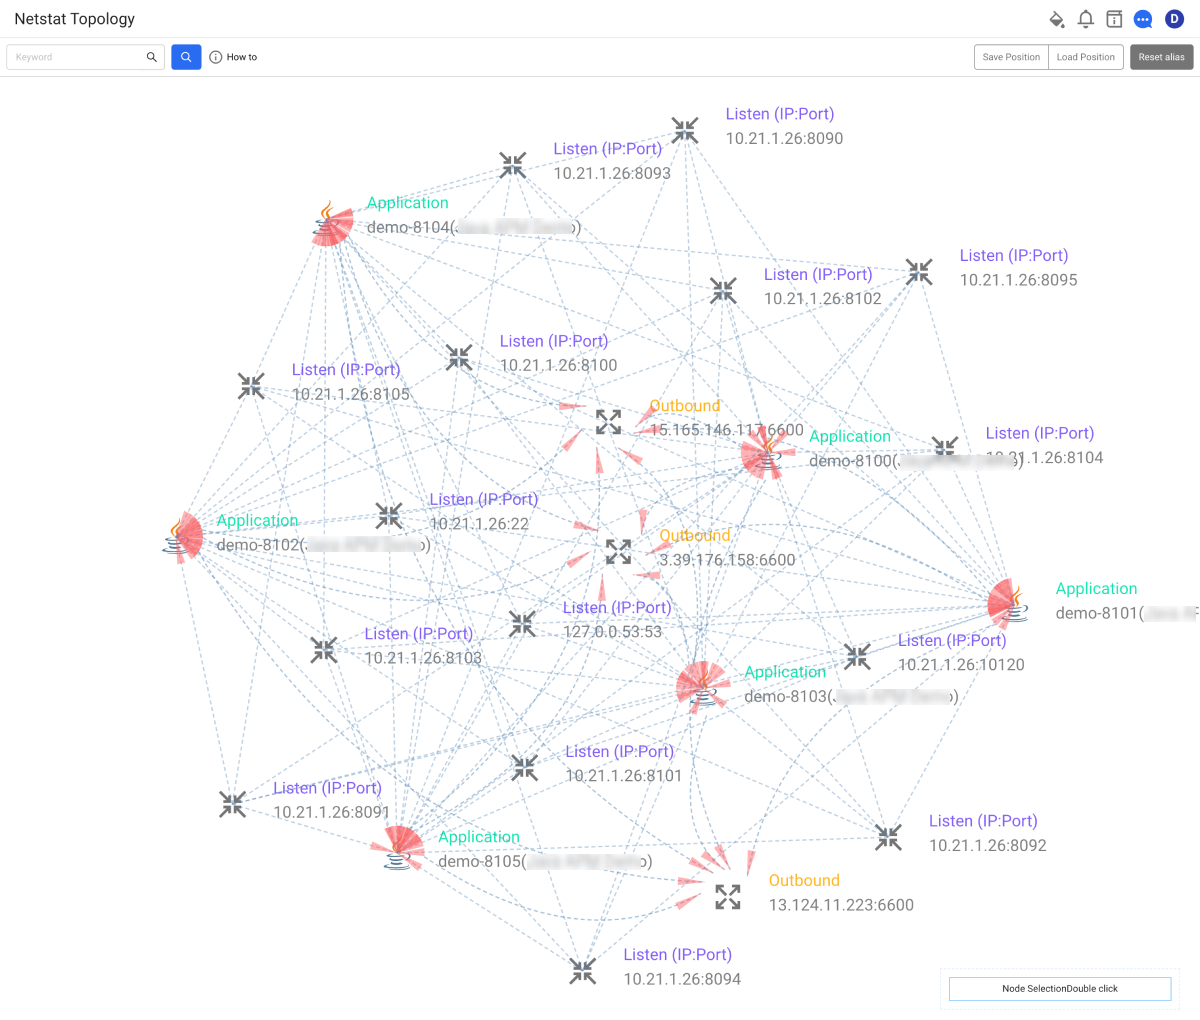 Netstat Topology
D
Keyword
How to
Save Position
Load Position
Reset alias
Listen (IP:Port)
10.21.1.26:8090
Listen (IP:Port)
10.21.1.26:8093
Application
demo-8104(
)
Listen (IP:Port)
10.21.1.26:8095
Listen (IP:Port)
10.21.1.26:8102
Listen (IP:Port)
10.21.1.26:8100
Listen (IP:Port)
10.21.1.26:8105
Outbound
15.165.146.117:6600
Application
demo-8100(
)
Listen (IP:Port)
10.21.1.26:8104
Listen (IP:Port)
10.21.1.26:22
Application
demo-8102(
)
Outbound
3.39.176.158:6600
Application
demo-8101(
Listen (IP:Port)
127.0.0.53:53
Listen (IP:Port)
10.21.1.26:8103
Listen (IP:Port)
10.21.1.26:10120
Application
demo-8103(
)
Listen (IP:Port)
10.21.1.26:8101
Listen (IP:Port)
10.21.1.26:8091
Application
demo-8105(
)
Listen (IP:Port)
10.21.1.26:8092
Outbound
13.124.11.223:6600
Listen (IP:Port)
10.21.1.26:8094
Node SelectionDouble click